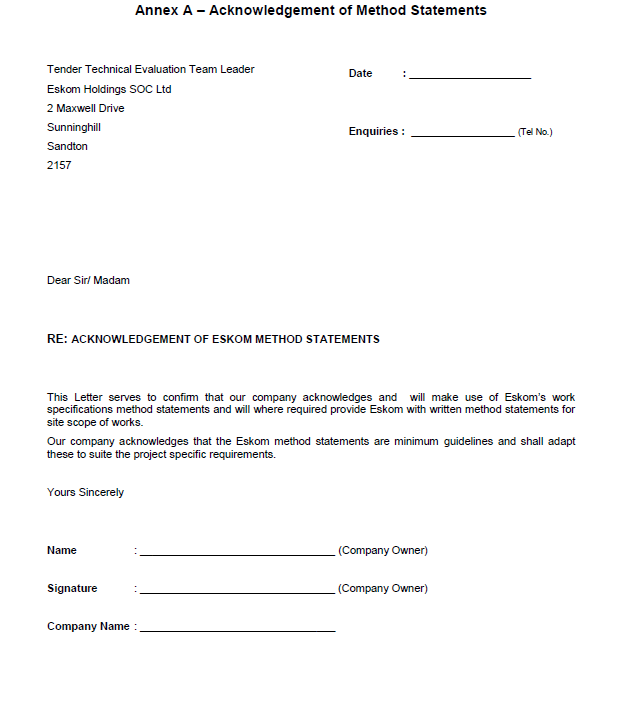 Annex A – Acknowledgement of Method Statements
Tender Technical Evaluation Team Leader
Eskom Holdings SOC Ltd
2 Maxwell Drive
Sunninghill
Sandton
2157
Date : ____________________
Enquiries : _________________ (Tel No.)
Dear Sir/ Madam
RE: ACKNOWLEDGEMENT OF ESKOM METHOD STATEMENTS
This Letter serves to confirm that our company acknowledges and will make use of Eskom's work
specifications method statements and will where required provide Eskom with written method statements for
site scope of works.
Our company acknowledges that the Eskom method statements are minimum guidelines and shall adapt
these to suite the project specific requirements.
Yours Sincerely
Name : ________________________________ (Company Owner)
Signature : ________________________________ (Company Owner)
Company Name : ________________________________